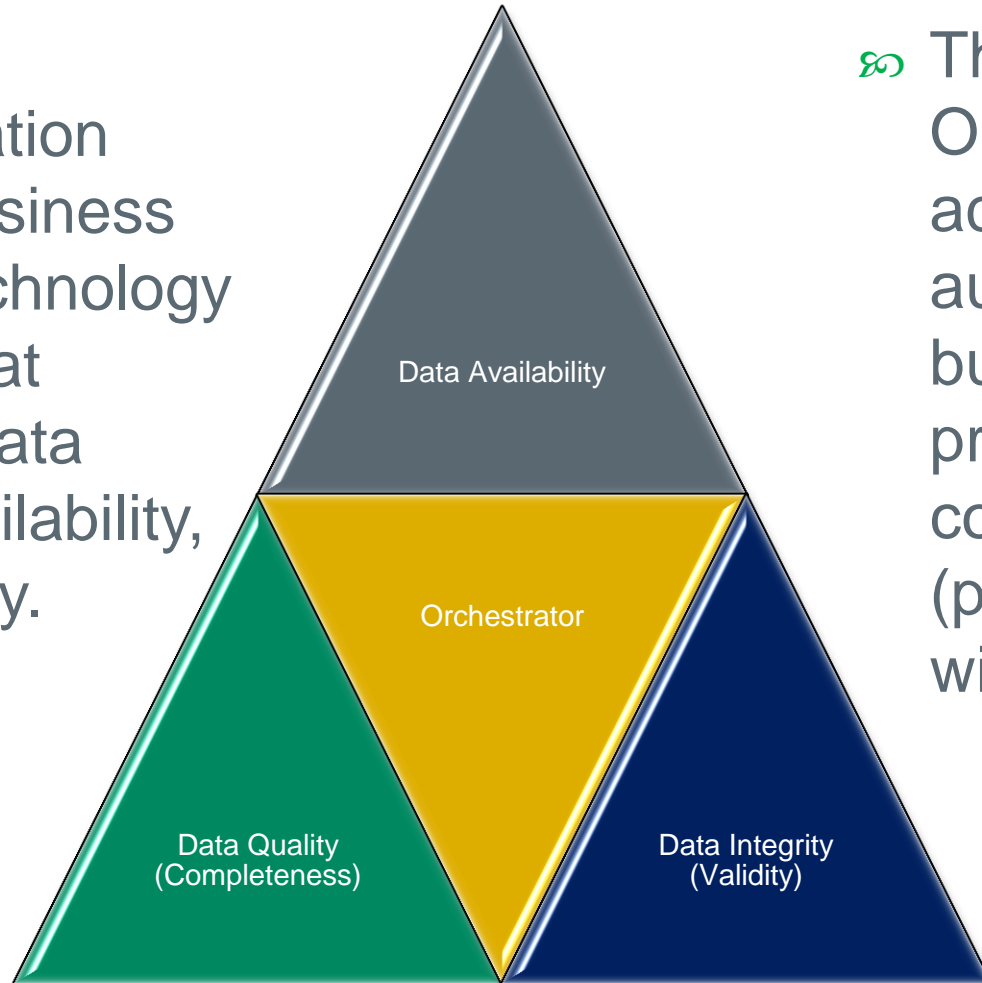 ation
siness
chnology
at
ata
ilability,
y.
Data Availability
Orchestrator
Data Quality
(Completeness)
Data Integrity
(Validity)
Th
O
ac
au
bu
pr
co
(p
wi